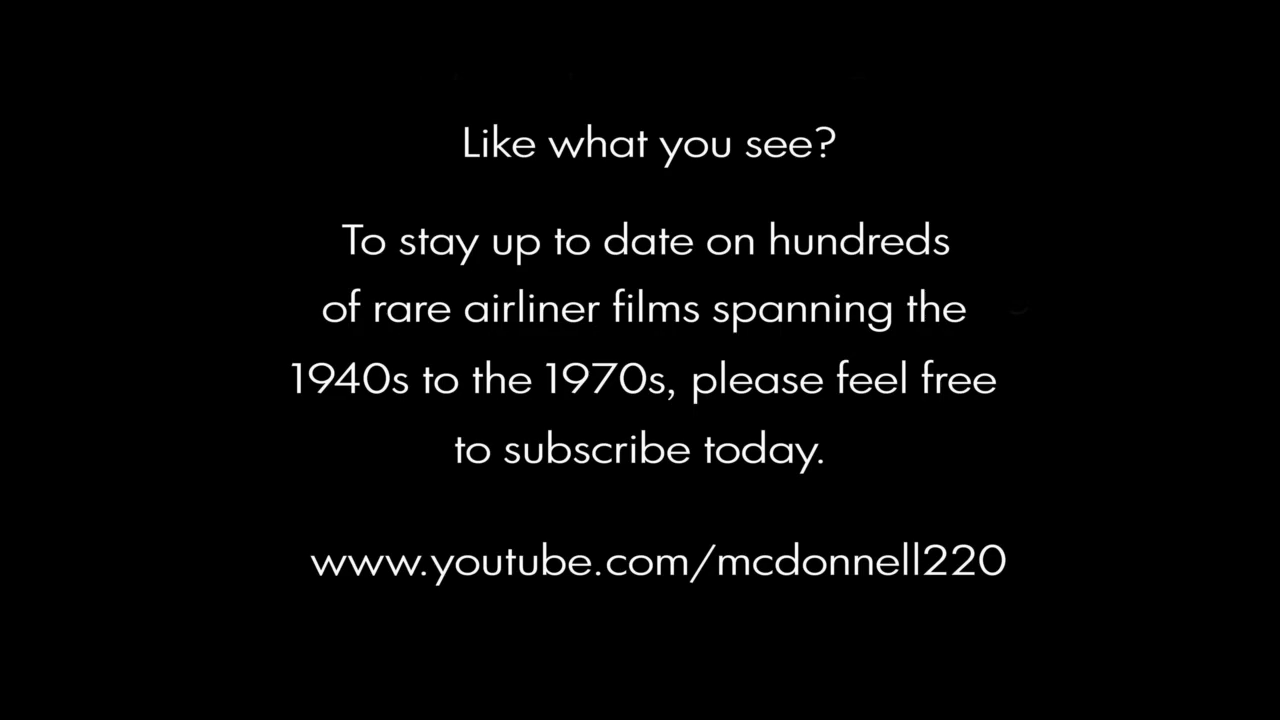 Like what you see?
To stay up to date on hundreds
of rare airliner films spanning the
1940s to the 1970s, please feel free
to subscribe today.
www.youtube.com/mcdonnell220